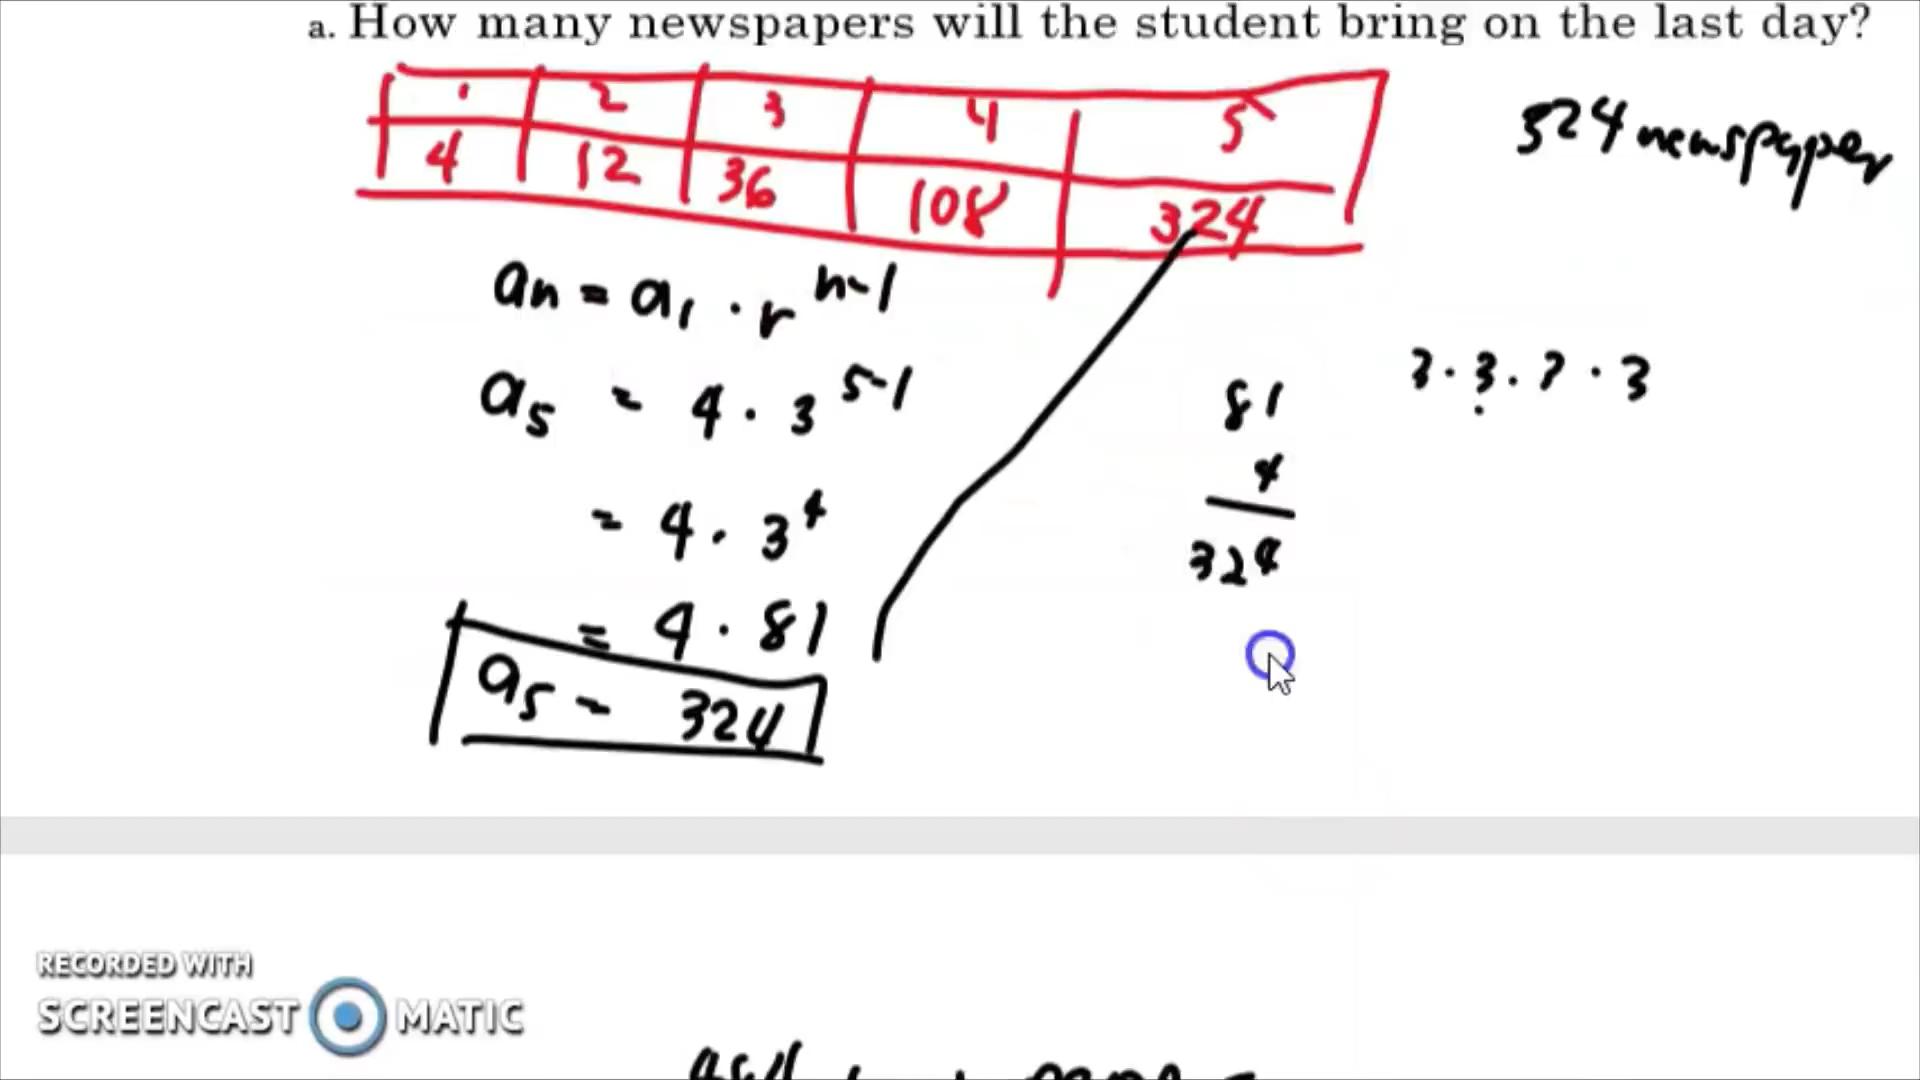 a. How many newspapers will the student bring on the last day?
1 2 3 4 5
4 12 36 108 324
324 newspaper
an = a1 · r^n-1
a5 = 4 · 3^5-1
3 · 3 · 3 · 3
81
4
324
= 4 · 3^4
= 4 · 81
a5 = 324
RECORDED WITH
SCREENCAST MATIC